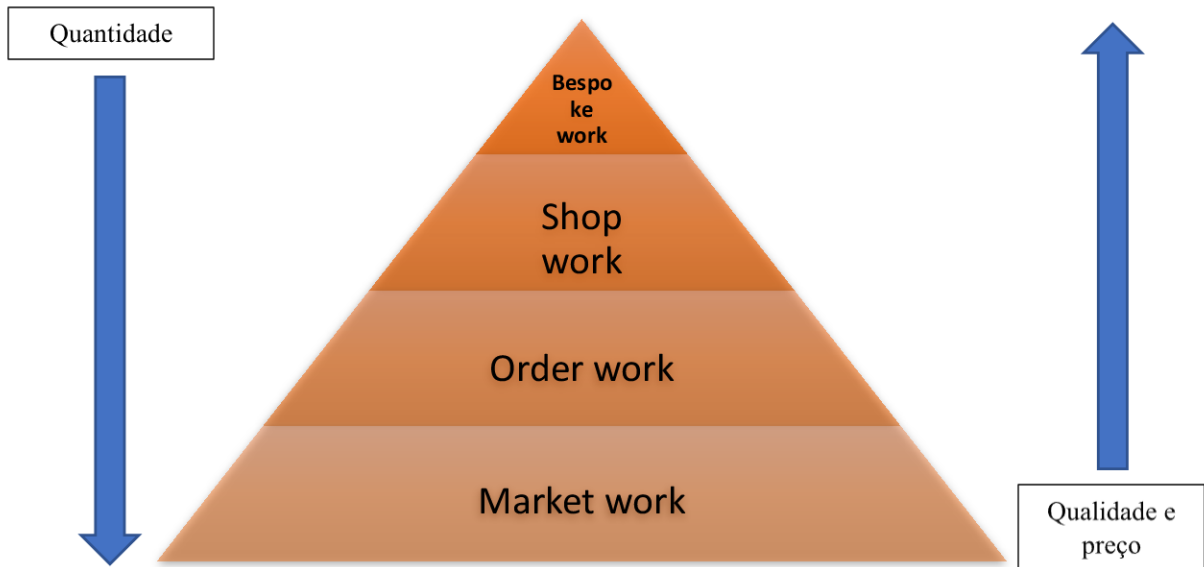 Quantidade
Bespo
ke
work
Shop
work
Order work
Market work
Qualidade e
preço